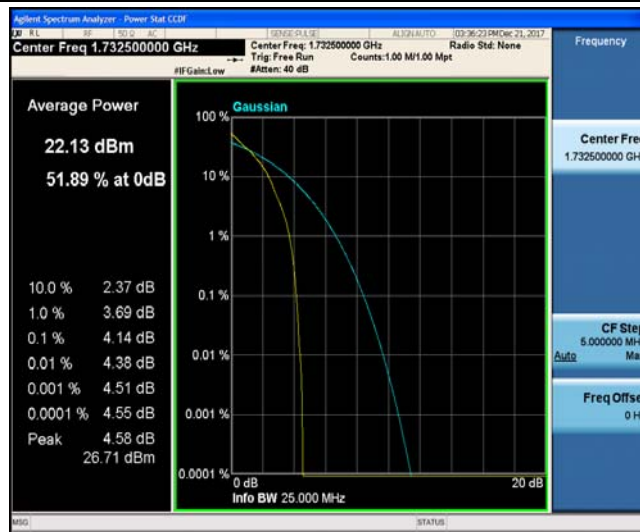 Agilent Spectrum Analyzer - Power Stat CCDF
RL RF 50 Ω AC SENSE:PULSE ALIGN AUTO 03:36:23 PM Dec 21, 2017
Center Freq 1.732500000 GHz
Center Freq: 1.732500000 GHz Radio Std: None
Trig: Free Run Counts:1.00 M/1.00 Mpt
#IFGain:Low #Atten: 40 dB
Frequency
Average Power
22.13 dBm
51.89 % at 0dB
10.0 % 2.37 dB
1.0 % 3.69 dB
0.1 % 4.14 dB
0.01 % 4.38 dB
0.001 % 4.51 dB
0.0001 % 4.55 dB
Peak 4.58 dB
26.71 dBm
Gaussian
100 %
10 %
1 %
0.1 %
0.01 %
0.001 %
0.0001 %
0 dB 20 dB
Info BW 25.000 MHz
Center Fre
1.732500000 GH
CF Step
5.000000 MH
Auto Ma
Freq Offse
0 H
MSG STATUS